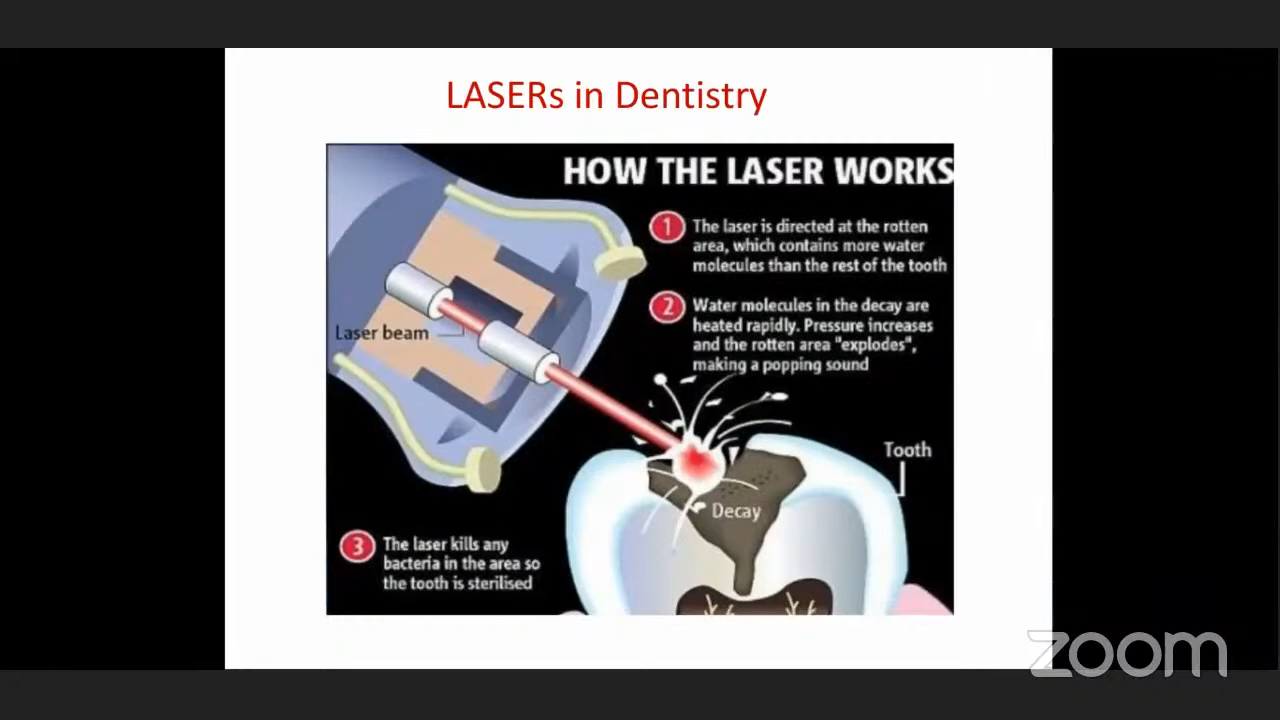 LASERs in Dentistry
HOW THE LASER WORKS
1 The laser is directed at the rotten
area, which contains more water
molecules than the rest of the tooth
2 Water molecules in the decay are
heated rapidly. Pressure increases
and the rotten area "explodes",
making a popping sound
Laser beam
Tooth
Decay
3 The laser kills any
bacteria in the area so
the tooth is sterilised
zoom